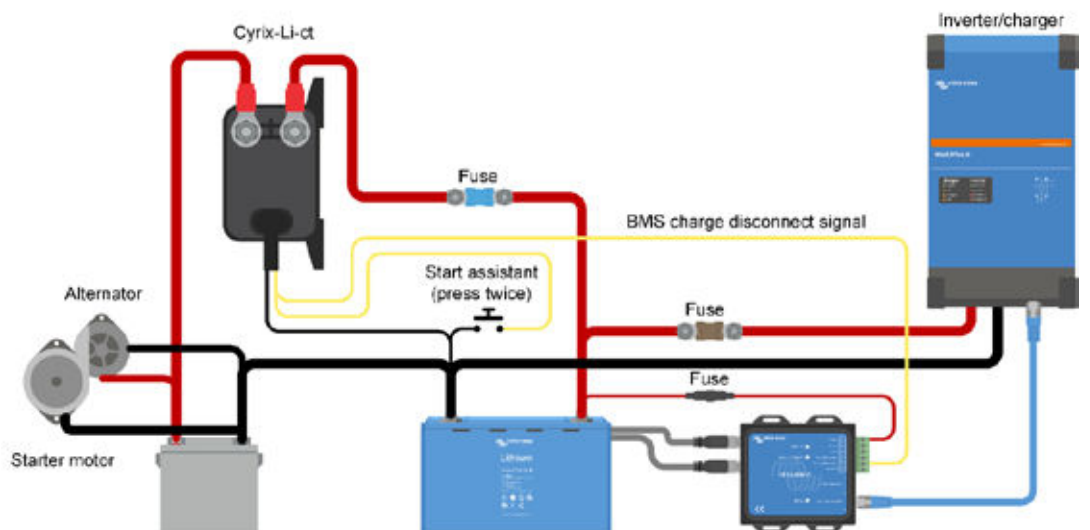 Inverter/charger
Cyrix-Li-ct
Fuse
BMS charge disconnect signal
Start assistant
(press twice)
Alternator
Fuse
Fuse
Starter motor
Lithium